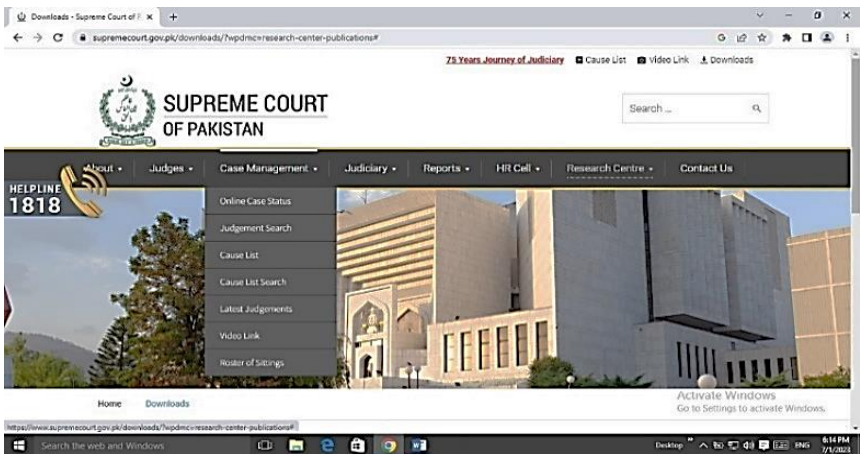 Downloads - Supreme Court of P
supremecourt.gov.pk/downloads/?wpdmc=research-center-publications#
75 Years Journey of Judiciary Cause List Video Link Downloads
SUPREME COURT
OF PAKISTAN
Search ...
About Judges Case Management Judiciary Reports HR Cell Research Centre Contact Us
HELPLINE
1818
Online Case Status
Judgement Search
Cause List
Cause List Search
Latest Judgements
Video Link
Roster of Sittings
Home Downloads
Activate Windows
Go to Settings to activate Windows.
https://www.supremecourt.gov.pk/downloads/?wpdmc=research-center-publications#
Search the web and Windows
Desktop ENG 6:14 PM
7/1/2023